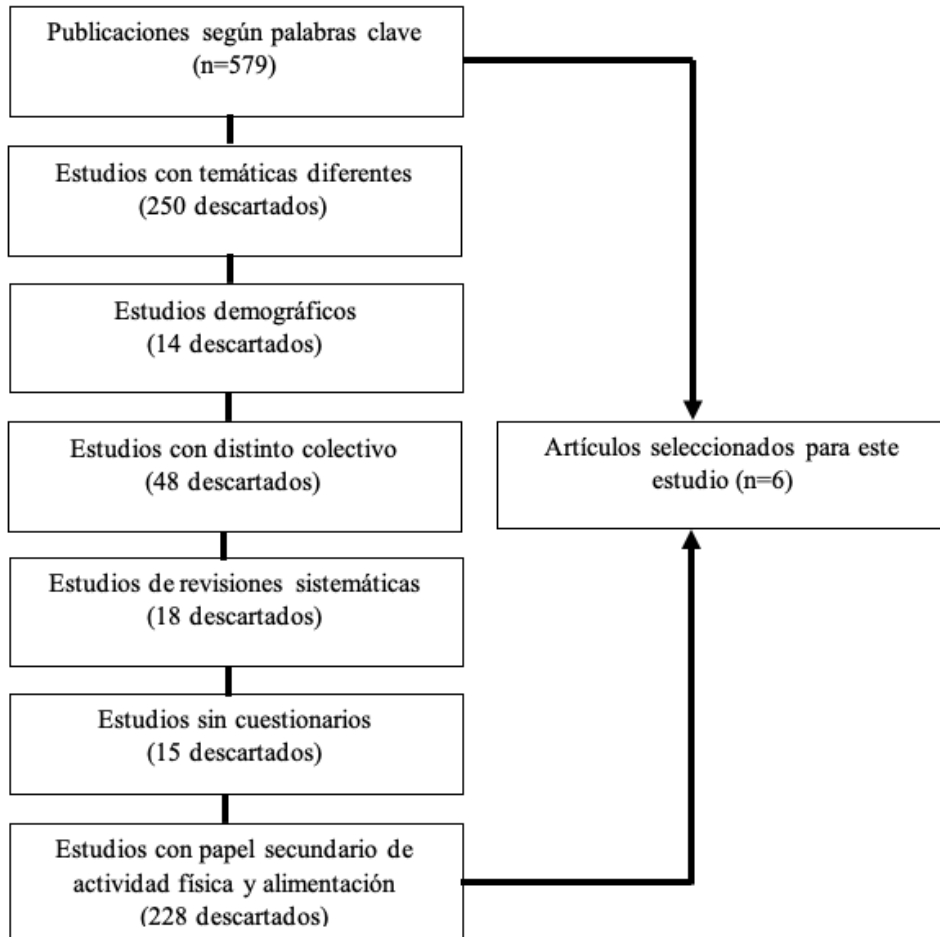 Publicaciones según palabras clave
(n=579)
Estudios con temáticas diferentes
(250 descartados)
Estudios demográficos
(14 descartados)
Estudios con distinto colectivo
(48 descartados)
Estudios de revisiones sistemáticas
(18 descartados)
Estudios sin cuestionarios
(15 descartados)
Estudios con papel secundario de
actividad física y alimentación
(228 descartados)
Artículos seleccionados para este
estudio (n=6)